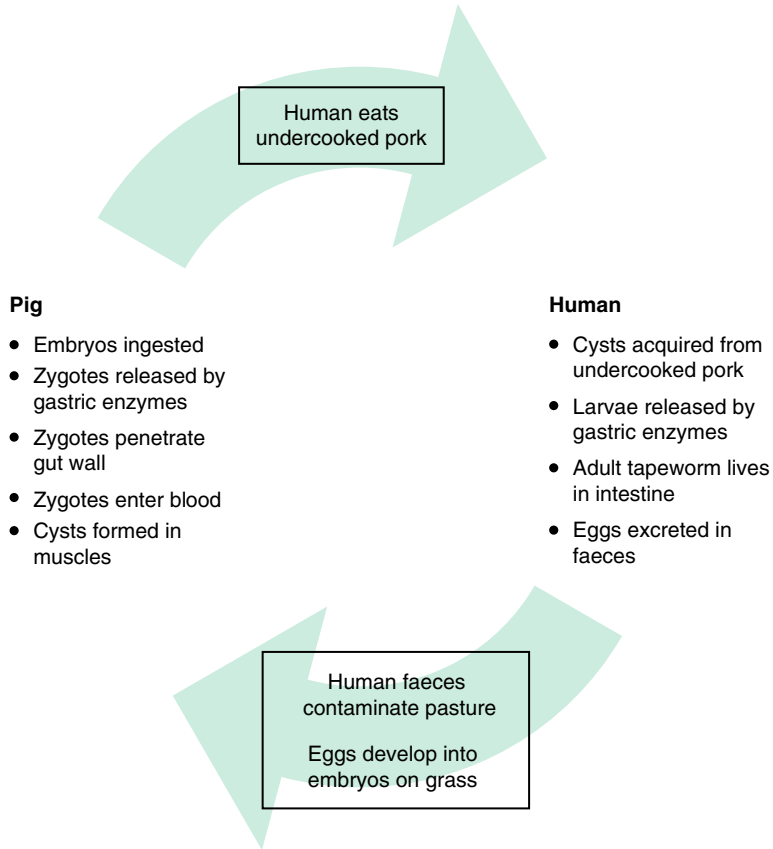 Human eats
undercooked pork
Pig
• Embryos ingested
• Zygotes released by
gastric enzymes
• Zygotes penetrate
gut wall
• Zygotes enter blood
• Cysts formed in
muscles
Human
• Cysts acquired from
undercooked pork
• Larvae released by
gastric enzymes
• Adult tapeworm lives
in intestine
• Eggs excreted in
faeces
Human faeces
contaminate pasture
Eggs develop into
embryos on grass